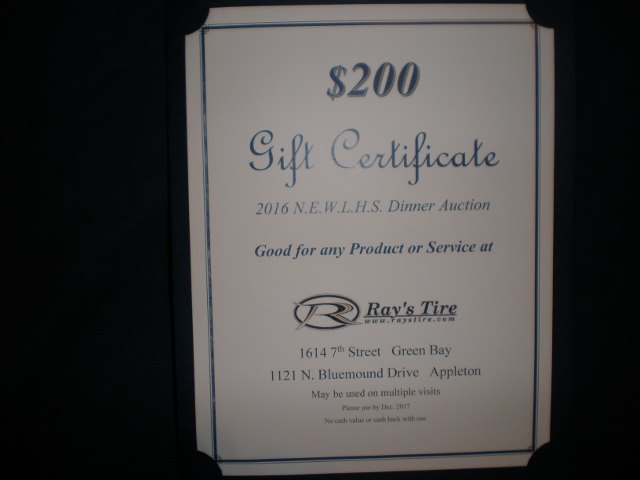 $200
Gift Certificate
2016 N.E.W.L.H.S. Dinner Auction
Good for any Product or Service at
R Ray's Tire
www.raystire.com
1614 7th Street Green Bay
1121 N. Bluemound Drive Appleton
May be used on multiple visits
Please use by Dec. 2017
No cash value or cash back with use.